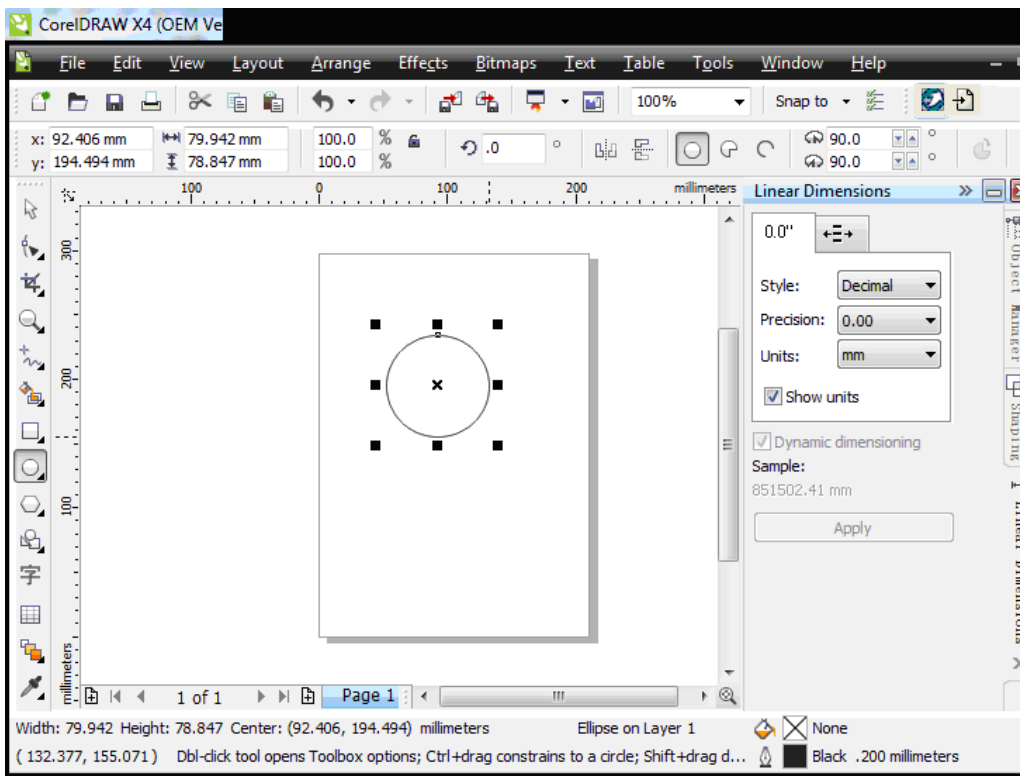 CorelDRAW X4 (OEM Ve
File Edit View Layout Arrange Effects Bitmaps Text Table Tools Window Help
100% Snap to
x: 92.406 mm 79.942 mm 100.0 % .0 ° 90.0 °
y: 194.494 mm 78.847 mm 100.0 % 90.0 °
100 0 100 200 millimeters
300
200
100
millimeters
字
Linear Dimensions
0.0"
Style: Decimal
Precision: 0.00
Units: mm
Show units
Dynamic dimensioning
Sample:
851502.41 mm
Apply
Object Manager
Shaping
Linear Dimensions
1 of 1 Page 1
Width: 79.942 Height: 78.847 Center: (92.406, 194.494) millimeters Ellipse on Layer 1 None
( 132.377, 155.071 ) Dbl-click tool opens Toolbox options; Ctrl+drag constrains to a circle; Shift+drag d... Black .200 millimeters